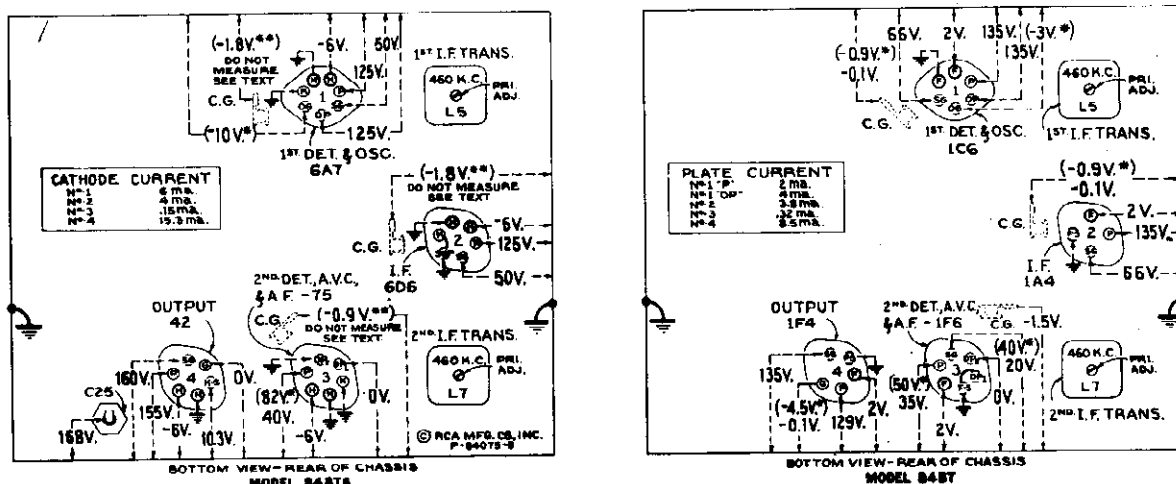 (-1.8V.**)
DO NOT
MEASURE
SEE TEXT
-6V.
50V.
125V.
C.G.
(-10V.*)
125V.
1
1ST. DET. & OSC.
6A7
1ST I.F. TRANS.
460 K.C.
L5
PRI.
ADJ.
CATHODE CURRENT
Nº-1 6 ma.
Nº-2 4 ma.
Nº-3 .15 ma.
Nº-4 15.3 ma.
(-1.8V.**)
DO NOT MEASURE
SEE TEXT
C.G.
2
-6V.
125V.
50V.
I.F.
6D6
2ND. DET., A.V.C.,
& A.F. -75
C.G.
(-0.9V.**)
DO NOT MEASURE
SEE TEXT
OUTPUT
42
4
160V.
155V.
-6V.
10.3V.
0V.
3
(82V.*)
40V.
-6V.
0V.
C25
168V.
2ND. I.F. TRANS.
460 K.C.
L7
PRI.
ADJ.
© RCA MFG. CO., INC.
P-84075-B
BOTTOM VIEW-REAR OF CHASSIS
MODEL
(-0.9V.*)
-0.1V.
66V.
2V.
135V.
(-3V.*)
135V.
C.G.
1
1ST. DET. & OSC.
1C6
460 K.C.
L5
PRI.
ADJ.
1ST. I.F. TRANS.
PLATE CURRENT
Nº-1 "P" 2 ma.
Nº-1 "OP" 4 ma.
Nº-2 3.8 ma.
Nº-3 .32 ma.
Nº-4 8.5 ma.
(-0.9V.*)
-0.1V.
C.G.
2
2V.
135V.
66V.
I.F.
1A4
OUTPUT
1F4
4
135V.
(-4.5V.*)
-0.1V.
129V.
2V.
2ND. DET., A.V.C.
& A.F. - 1F6
C.G.
-1.5V.
(40V.*)
20V.
3
(50V.*)
35V.
2V.
0V.
460 K.C.
L7
PRI.
ADJ.
2ND. I.F. TRANS.
BOTTOM VIEW-REAR OF CHASSIS
MODEL 84BT